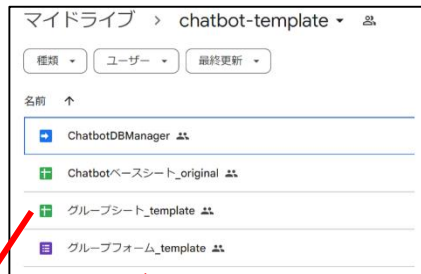 マイドライブ > chatbot-template
種類 ユーザー 最終更新
名前 ↑
ChatbotDBManager
Chatbotベースシート_original
グループシート_template
グループフォーム_template